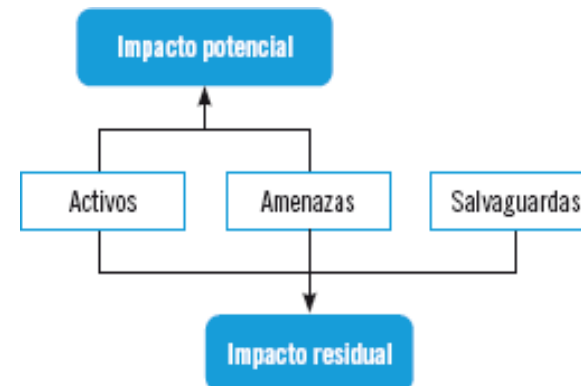 Impacto potencial
Activos
Amenazas
Salvaguardas
Impacto residual